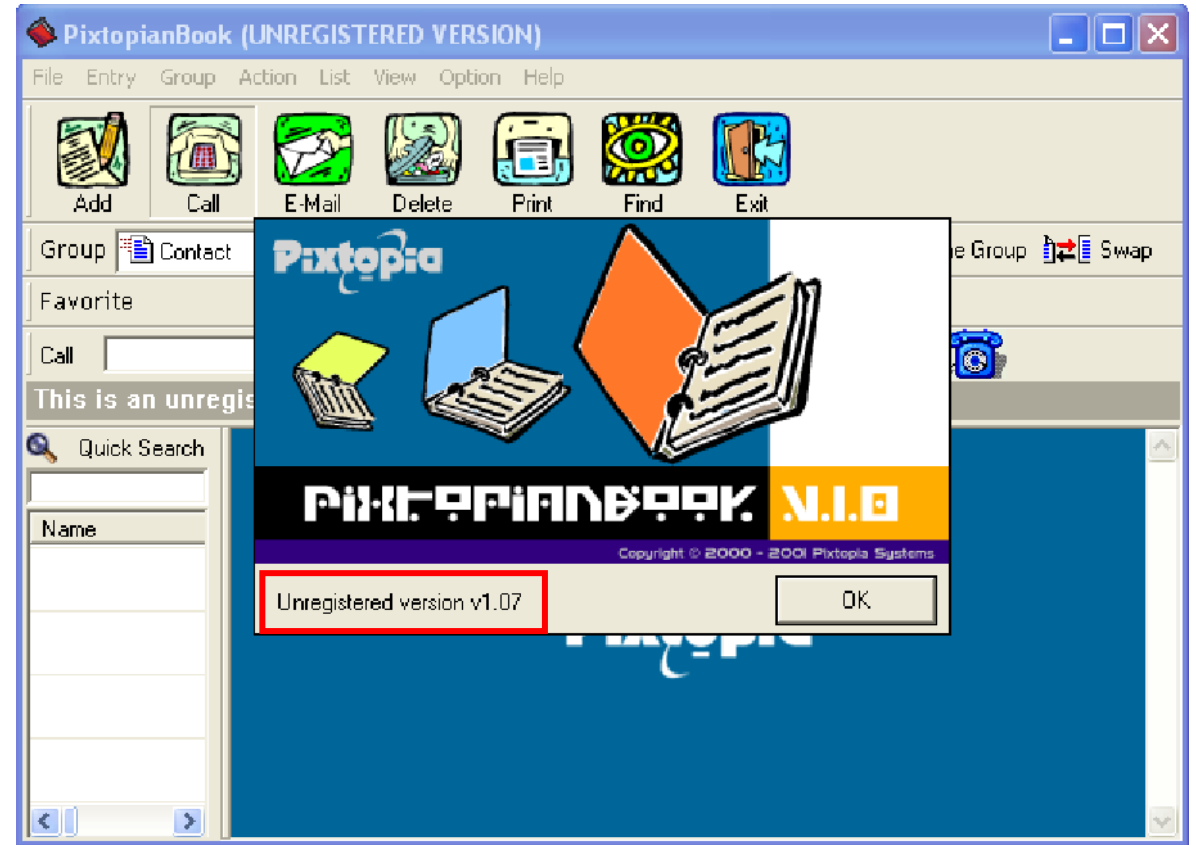 PixtopianBook (UNREGISTERED VERSION)
File Entry Group Action List View Option Help
Add Call E-Mail Delete Print Find Exit
Group Contact
Group Swap
Favorite
Call
This is an
Quick Search
Name
Pixtopia
PIXTOPIANBOOK V.1.0
Copyright © 2000 - 2001 Pixtopia Systems
Unregistered version v1.07
OK